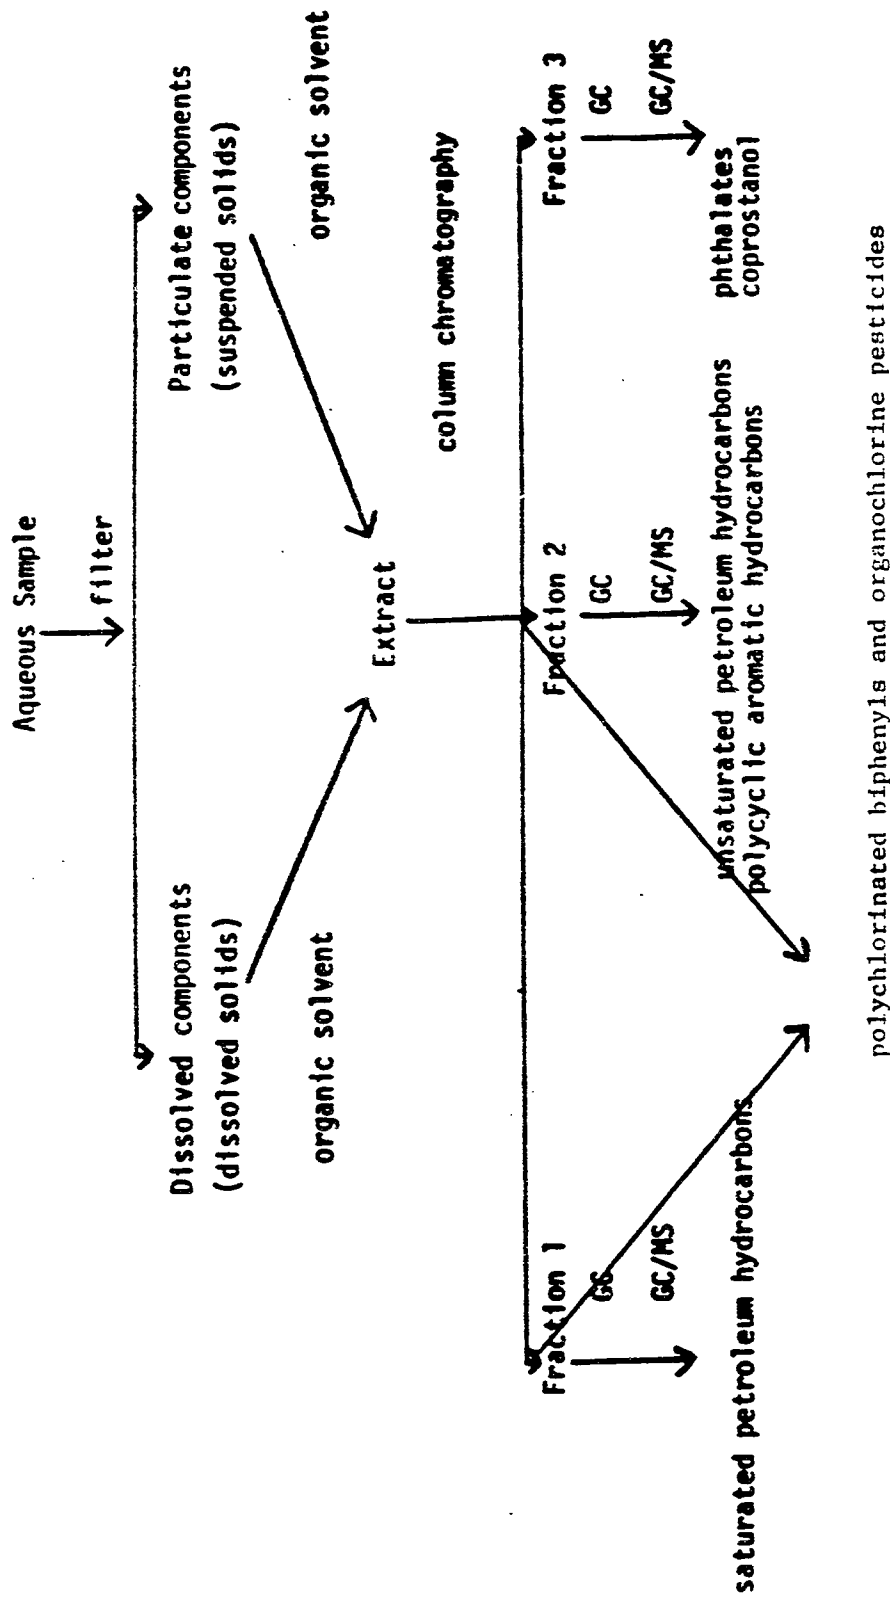 Aqueous Sample
filter
Dissolved components
(dissolved solids)
Particulate components
(suspended solids)
organic solvent
organic solvent
Extract
column chromatography
Fraction 1
GC
GC/MS
Fraction 2
GC
GC/MS
Fraction 3
GC
GC/MS
saturated petroleum hydrocarbons
unsaturated petroleum hydrocarbons
polycyclic aromatic hydrocarbons
phthalates
coprostanol
polychlorinated biphenyls and organochlorine pesticides